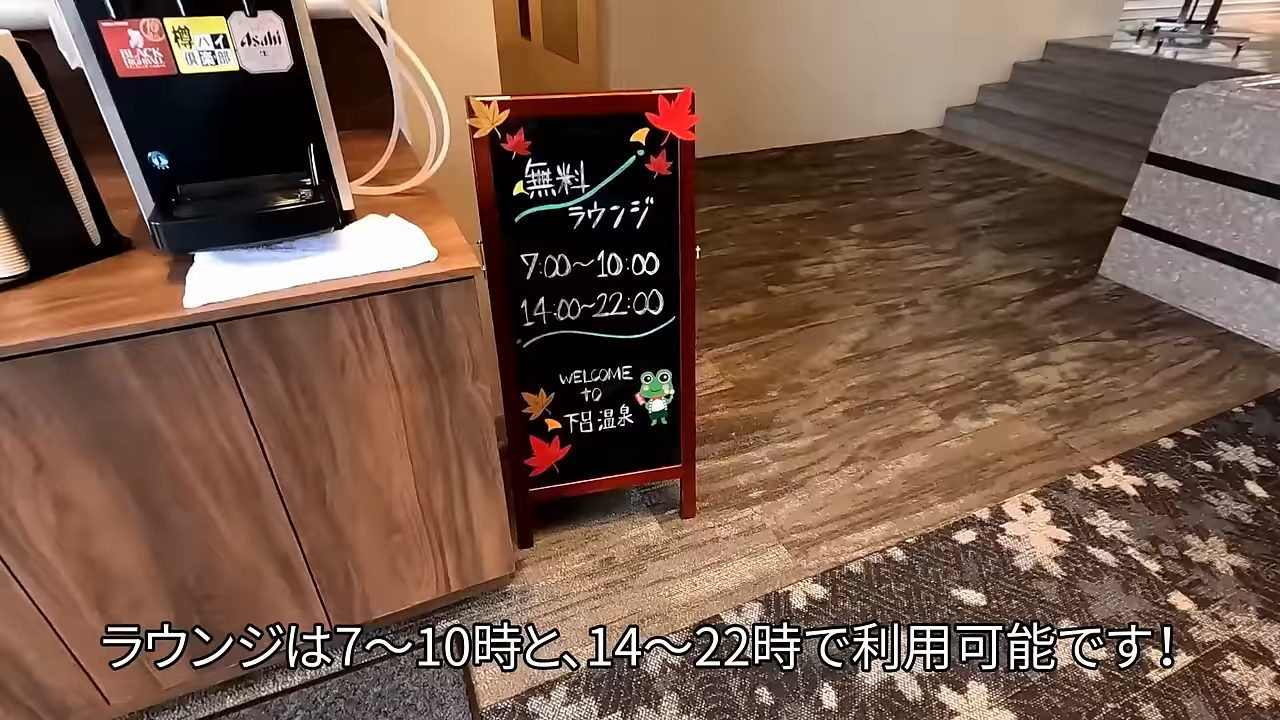 BLACK
HIGHBALL
樽ハイ
倶楽部
Asahi
生
無料
ラウンジ
7:00~10:00
14:00~22:00
WELCOME
TO
下呂温泉
ラウンジは7~10時と、14~22時で利用可能です!